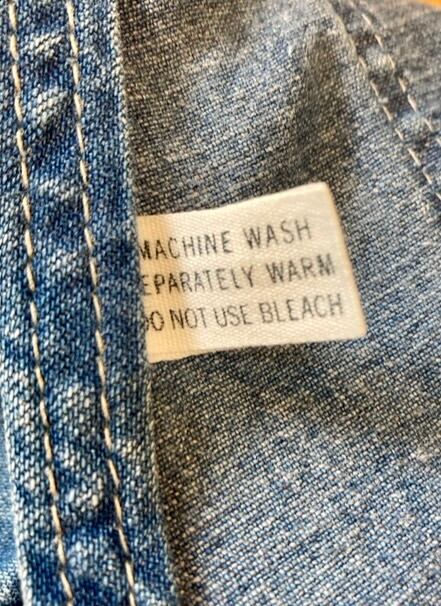 MACHINE WASH
EPARATELY WARM
DO NOT USE BLEACH